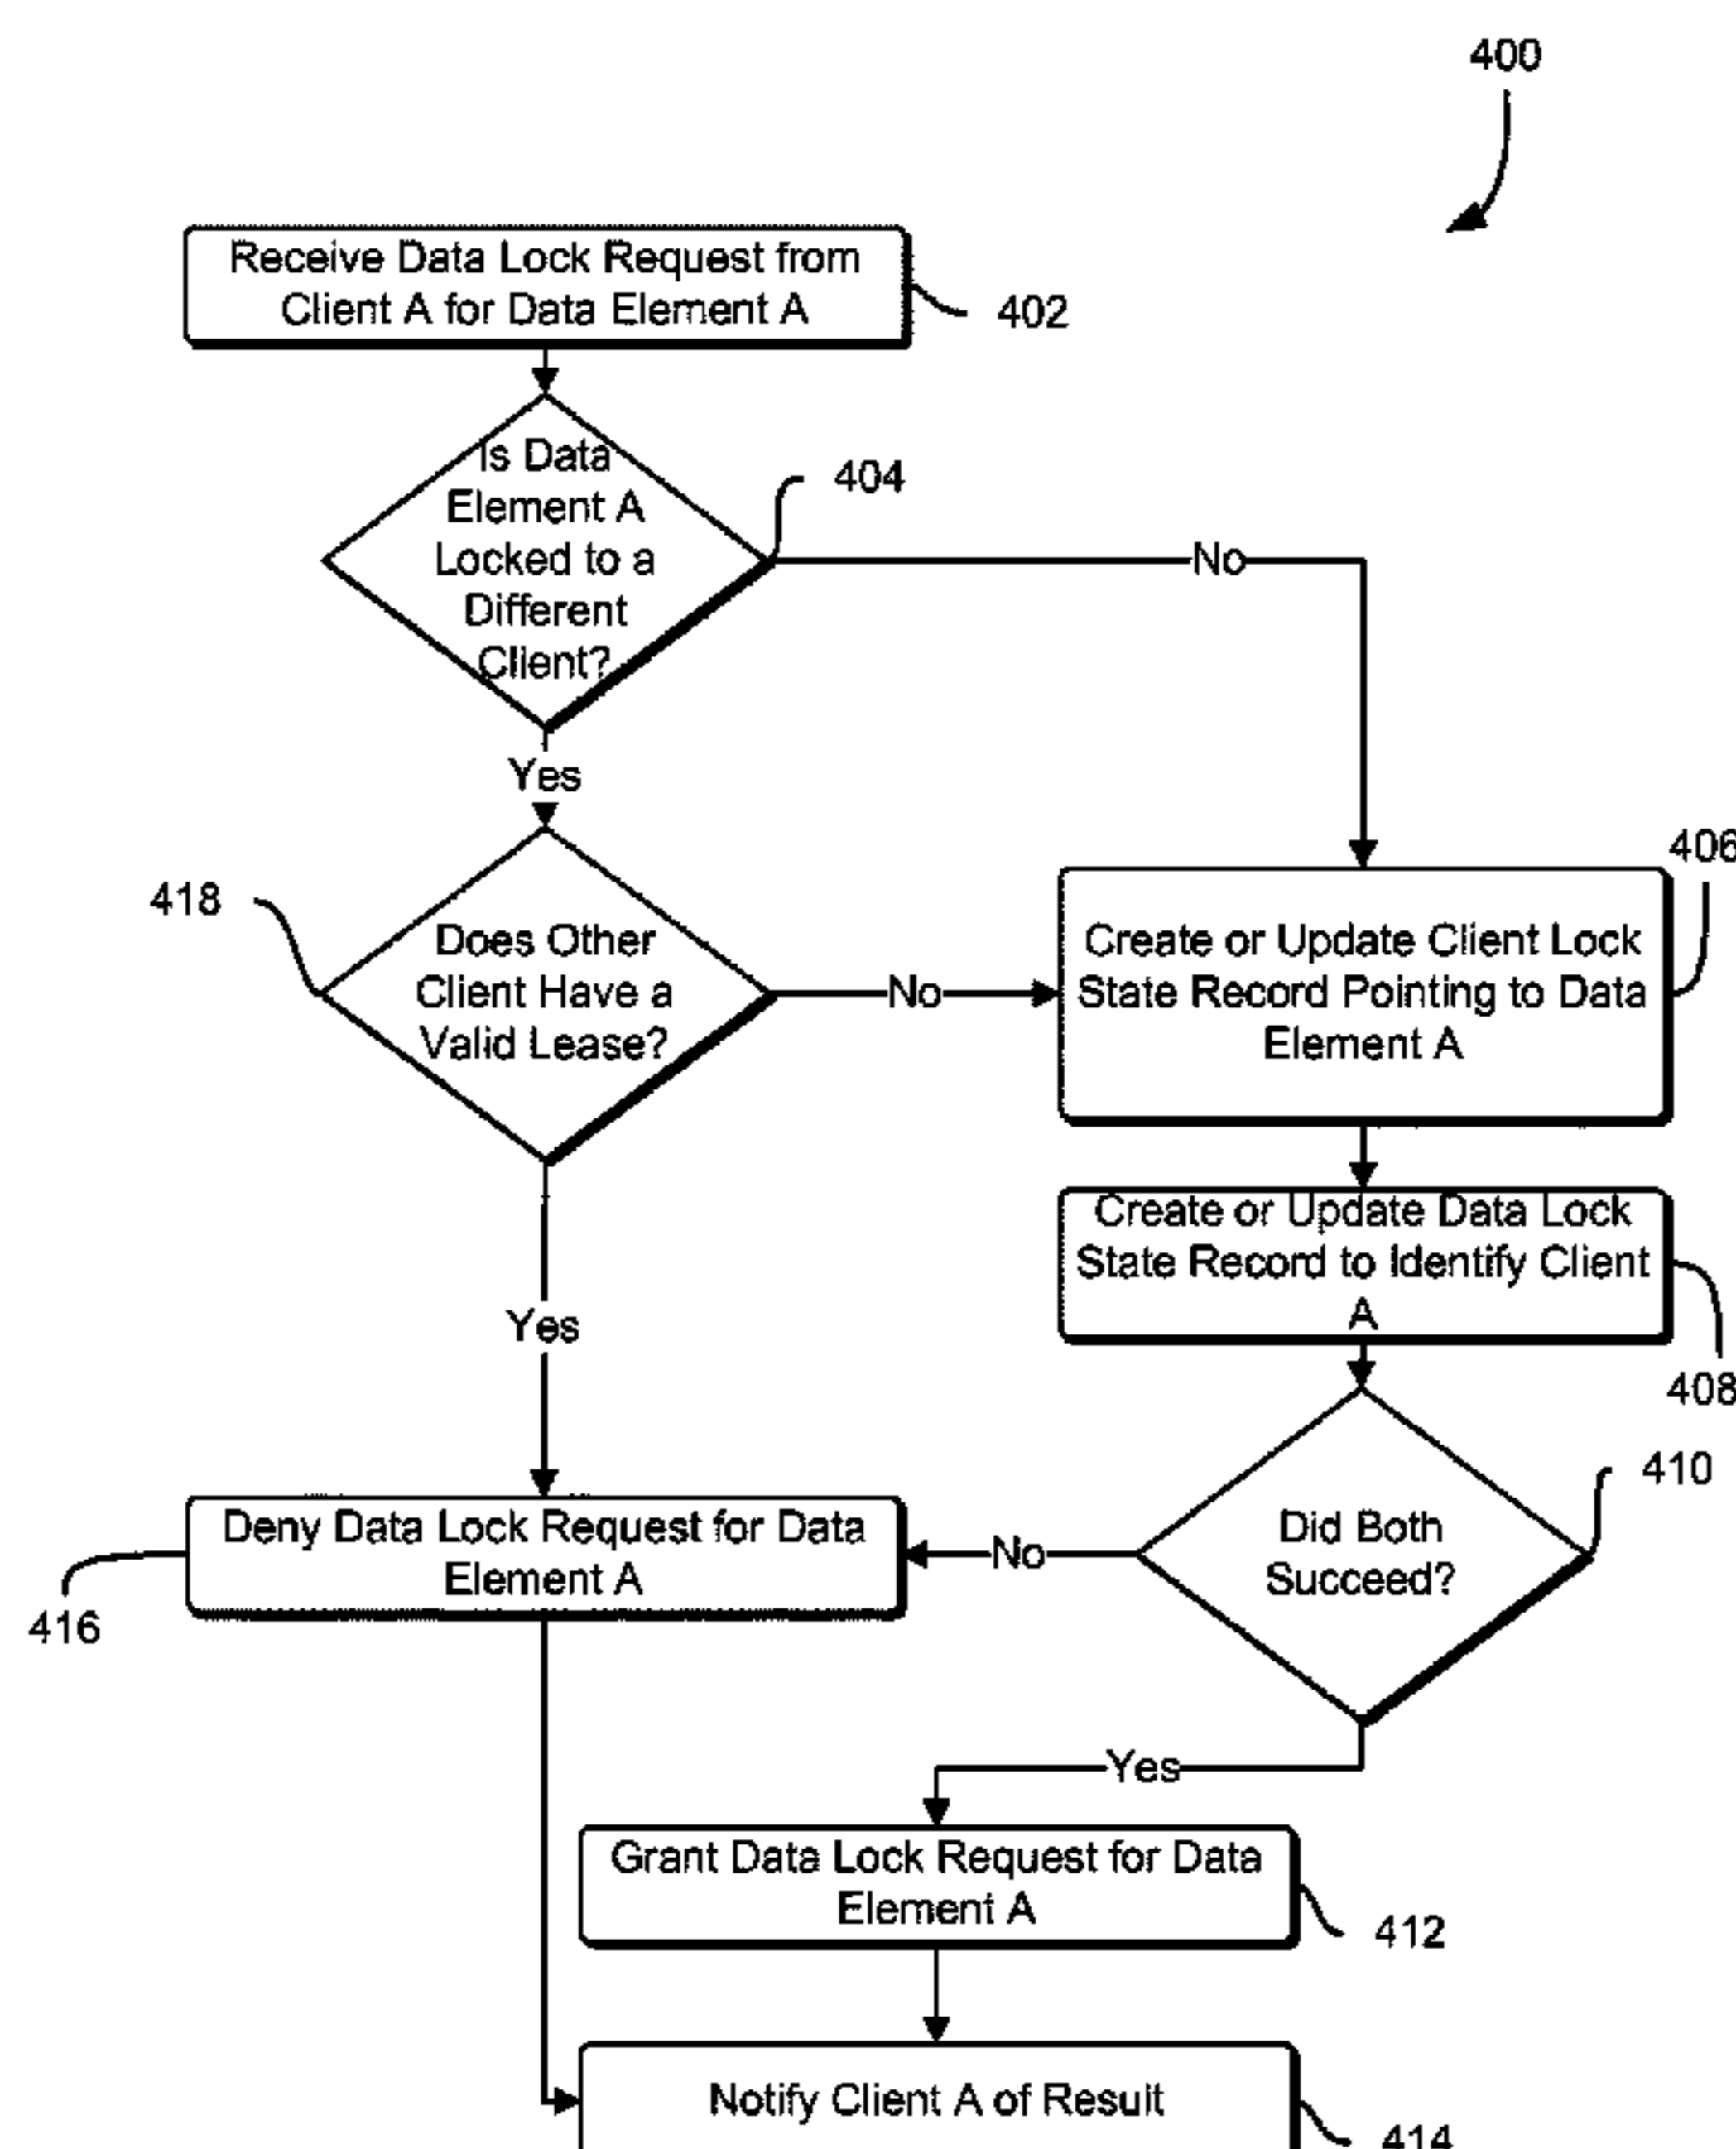 400
Receive Data Lock Request from
Client A for Data Element A
402
Is Data
Element A
Locked to a
Different
Client?
404
No
Yes
418
Does Other
Client Have a
Valid Lease?
No
406
Create or Update Client Lock
State Record Pointing to Data
Element A
Create or Update Data Lock
State Record to Identify Client
A
408
Yes
410
Did Both
Succeed?
No
Deny Data Lock Request for Data
Element A
416
Yes
Grant Data Lock Request for Data
Element A
412
Notify Client A of Result
414